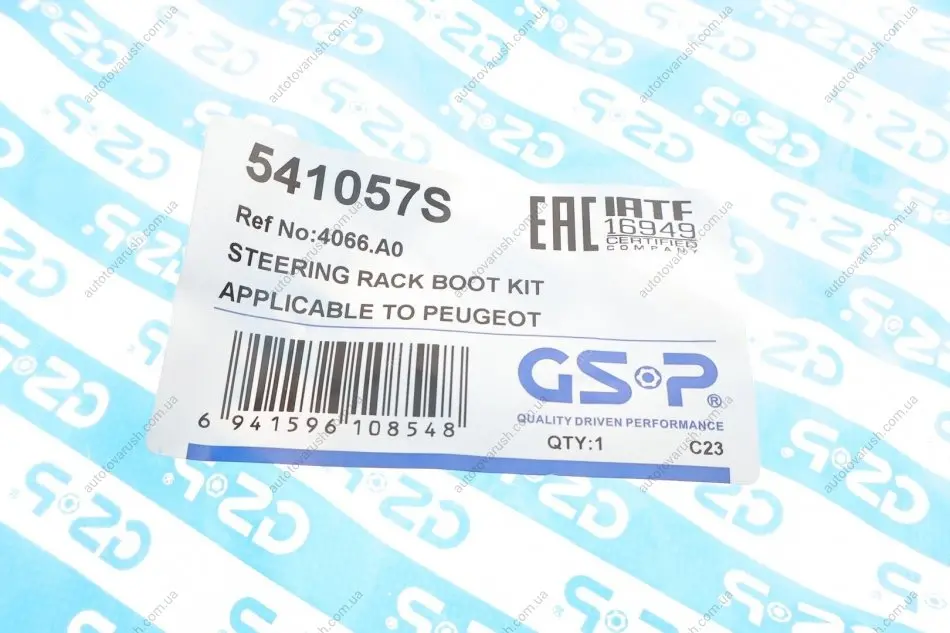 541057S
Ref No:4066.A0
STEERING RACK BOOT KIT
APPLICABLE TO PEUGEOT
EAC
IATF
16949
CERTIFIED
COMPANY
6 941596 108548
GSP®
QUALITY DRIVEN PERFORMANCE
QTY:1
C23
autotovarush.com.ua